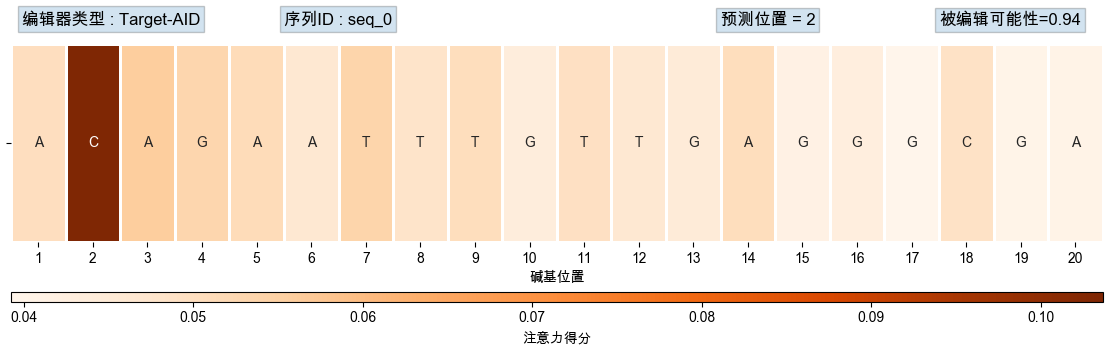 编辑器类型 : Target-AID 序列ID : seq_0 预测位置 = 2 被编辑可能性=0.94
A C A G A A T T T G T T G A G G G C G A
1 2 3 4 5 6 7 8 9 10 11 12 13 14 15 16 17 18 19 20
碱基位置
0.04 0.05 0.06 0.07 0.08 0.09 0.10
注意力得分